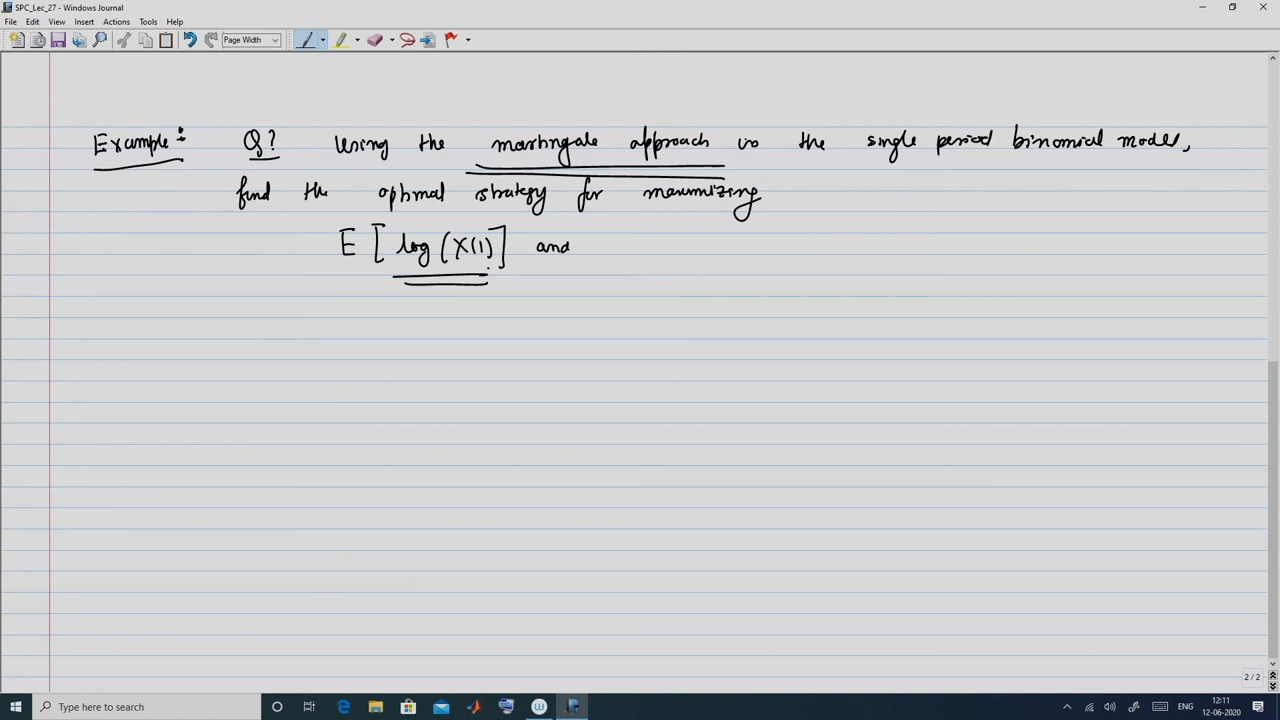 SPC_Lec_27 - Windows Journal
File Edit View Insert Actions Tools Help
Page Width
Example: Q? Using the martingale approach in the single period binomial model,
find the optimal strategy for maximizing
E [log (X(1)] and
2 / 2
Type here to search
ENG
12:11
12-06-2020